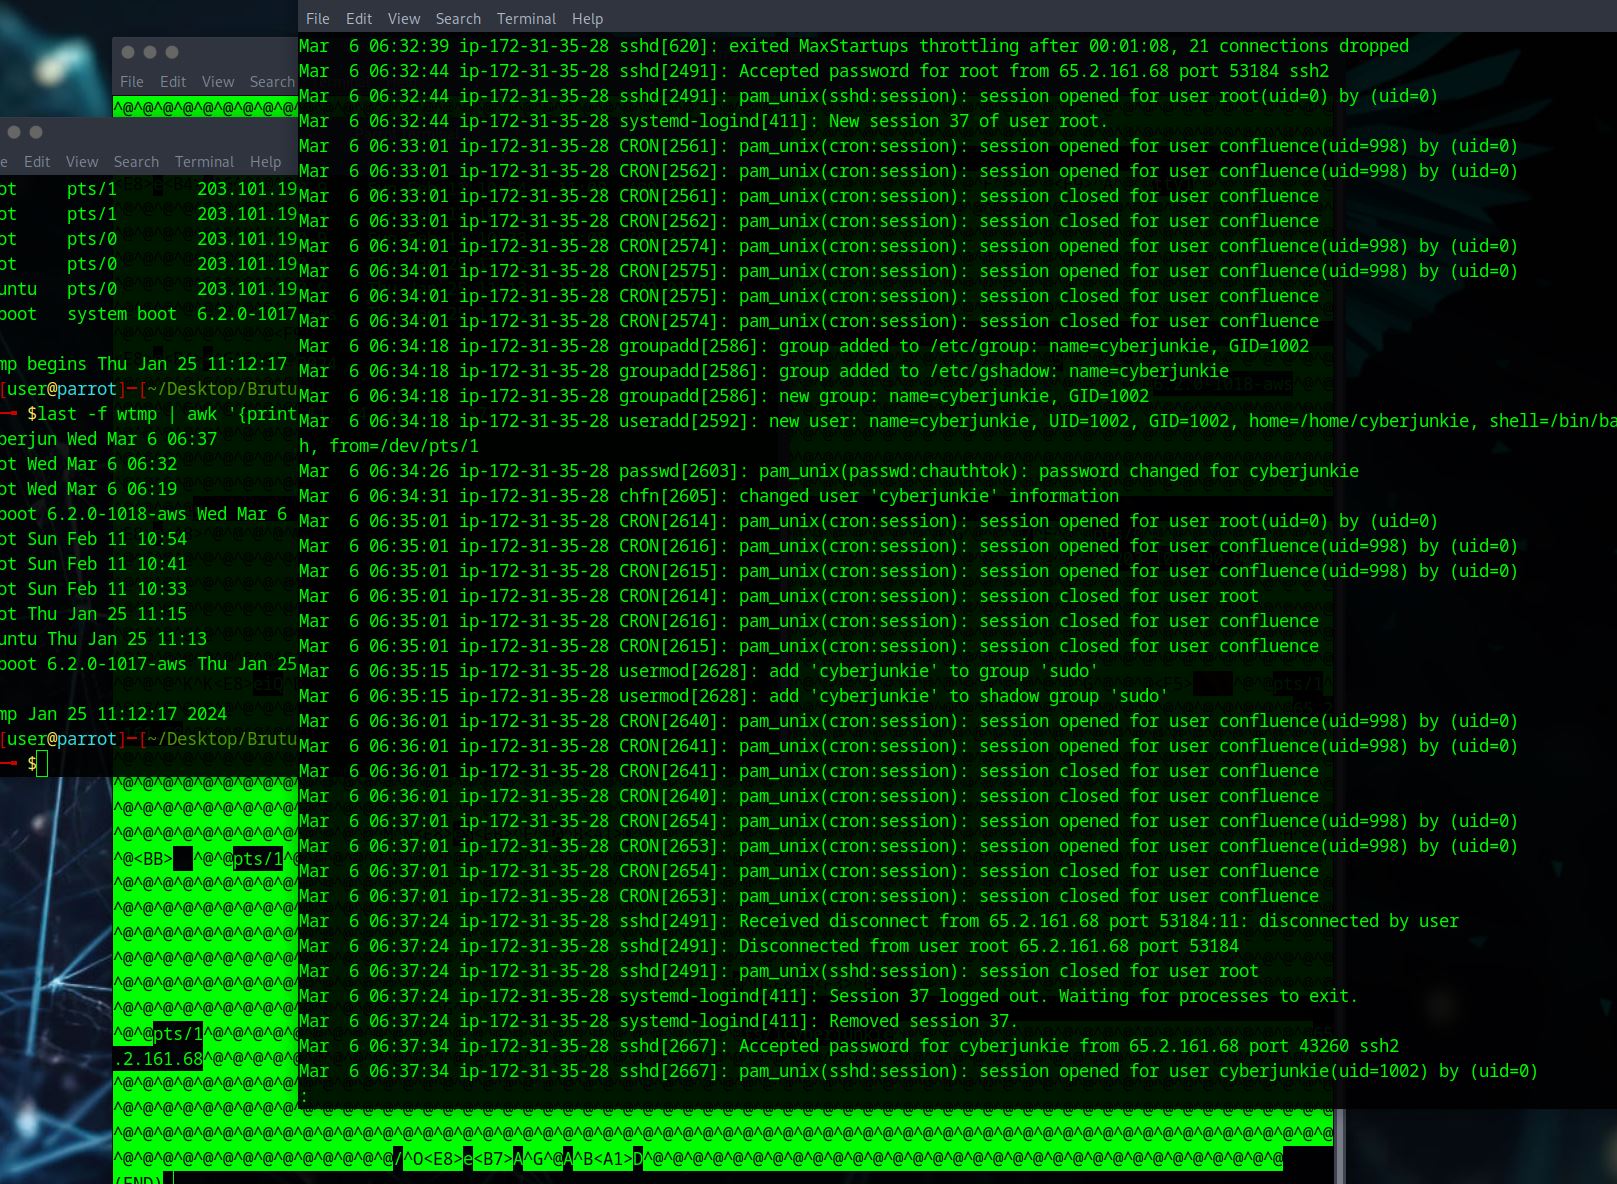 File Edit View Search Terminal Help
Mar  6 06:32:39 ip-172-31-35-28 sshd[620]: exited MaxStartups throttling after 00:01:08, 21 connections dropped
Mar  6 06:32:44 ip-172-31-35-28 sshd[2491]: Accepted password for root from 65.2.161.68 port 53184 ssh2
Mar  6 06:32:44 ip-172-31-35-28 sshd[2491]: pam_unix(sshd:session): session opened for user root(uid=0) by (uid=0)
Mar  6 06:32:44 ip-172-31-35-28 systemd-logind[411]: New session 37 of user root.
Mar  6 06:33:01 ip-172-31-35-28 CRON[2561]: pam_unix(cron:session): session opened for user confluence(uid=998) by (uid=0)
Mar  6 06:33:01 ip-172-31-35-28 CRON[2562]: pam_unix(cron:session): session opened for user confluence(uid=998) by (uid=0)
Mar  6 06:33:01 ip-172-31-35-28 CRON[2561]: pam_unix(cron:session): session closed for user confluence
Mar  6 06:33:01 ip-172-31-35-28 CRON[2562]: pam_unix(cron:session): session closed for user confluence
Mar  6 06:34:01 ip-172-31-35-28 CRON[2574]: pam_unix(cron:session): session opened for user confluence(uid=998) by (uid=0)
Mar  6 06:34:01 ip-172-31-35-28 CRON[2575]: pam_unix(cron:session): session opened for user confluence(uid=998) by (uid=0)
Mar  6 06:34:01 ip-172-31-35-28 CRON[2575]: pam_unix(cron:session): session closed for user confluence
Mar  6 06:34:01 ip-172-31-35-28 CRON[2574]: pam_unix(cron:session): session closed for user confluence
Mar  6 06:34:18 ip-172-31-35-28 groupadd[2586]: group added to /etc/group: name=cyberjunkie, GID=1002
Mar  6 06:34:18 ip-172-31-35-28 groupadd[2586]: group added to /etc/gshadow: name=cyberjunkie
Mar  6 06:34:18 ip-172-31-35-28 groupadd[2586]: new group: name=cyberjunkie, GID=1002
Mar  6 06:34:18 ip-172-31-35-28 useradd[2592]: new user: name=cyberjunkie, UID=1002, GID=1002, home=/home/cyberjunkie, shell=/bin/ba
h, from=/dev/pts/1
Mar  6 06:34:26 ip-172-31-35-28 passwd[2603]: pam_unix(passwd:chauthtok): password changed for cyberjunkie
Mar  6 06:34:31 ip-172-31-35-28 chfn[2605]: changed user 'cyberjunkie' information
Mar  6 06:35:01 ip-172-31-35-28 CRON[2614]: pam_unix(cron:session): session opened for user root(uid=0) by (uid=0)
Mar  6 06:35:01 ip-172-31-35-28 CRON[2616]: pam_unix(cron:session): session opened for user confluence(uid=998) by (uid=0)
Mar  6 06:35:01 ip-172-31-35-28 CRON[2615]: pam_unix(cron:session): session opened for user confluence(uid=998) by (uid=0)
Mar  6 06:35:01 ip-172-31-35-28 CRON[2614]: pam_unix(cron:session): session closed for user root
Mar  6 06:35:01 ip-172-31-35-28 CRON[2616]: pam_unix(cron:session): session closed for user confluence
Mar  6 06:35:01 ip-172-31-35-28 CRON[2615]: pam_unix(cron:session): session closed for user confluence
Mar  6 06:35:15 ip-172-31-35-28 usermod[2628]: add 'cyberjunkie' to group 'sudo'
Mar  6 06:35:15 ip-172-31-35-28 usermod[2628]: add 'cyberjunkie' to shadow group 'sudo'
Mar  6 06:36:01 ip-172-31-35-28 CRON[2640]: pam_unix(cron:session): session opened for user confluence(uid=998) by (uid=0)
Mar  6 06:36:01 ip-172-31-35-28 CRON[2641]: pam_unix(cron:session): session opened for user confluence(uid=998) by (uid=0)
Mar  6 06:36:01 ip-172-31-35-28 CRON[2641]: pam_unix(cron:session): session closed for user confluence
Mar  6 06:36:01 ip-172-31-35-28 CRON[2640]: pam_unix(cron:session): session closed for user confluence
Mar  6 06:37:01 ip-172-31-35-28 CRON[2654]: pam_unix(cron:session): session opened for user confluence(uid=998) by (uid=0)
Mar  6 06:37:01 ip-172-31-35-28 CRON[2653]: pam_unix(cron:session): session opened for user confluence(uid=998) by (uid=0)
Mar  6 06:37:01 ip-172-31-35-28 CRON[2654]: pam_unix(cron:session): session closed for user confluence
Mar  6 06:37:01 ip-172-31-35-28 CRON[2653]: pam_unix(cron:session): session closed for user confluence
Mar  6 06:37:24 ip-172-31-35-28 sshd[2491]: Received disconnect from 65.2.161.68 port 53184:11: disconnected by user
Mar  6 06:37:24 ip-172-31-35-28 sshd[2491]: Disconnected from user root 65.2.161.68 port 53184
Mar  6 06:37:24 ip-172-31-35-28 sshd[2491]: pam_unix(sshd:session): session closed for user root
Mar  6 06:37:24 ip-172-31-35-28 systemd-logind[411]: Session 37 logged out. Waiting for processes to exit.
Mar  6 06:37:24 ip-172-31-35-28 systemd-logind[411]: Removed session 37.
Mar  6 06:37:34 ip-172-31-35-28 sshd[2667]: Accepted password for cyberjunkie from 65.2.161.68 port 43260 ssh2
Mar  6 06:37:34 ip-172-31-35-28 sshd[2667]: pam_unix(sshd:session): session opened for user cyberjunkie(uid=1002) by (uid=0)
:
File Edit View Search
^@^@^@^@^@^@^@^@^@
e Edit View Search Terminal Help
ot pts/1 203.101.19
ot pts/1 203.101.19
ot pts/0 203.101.19
ot pts/0 203.101.19
untu pts/0 203.101.19
boot system boot 6.2.0-1017
mp begins Thu Jan 25 11:12:17
[user@parrot]─[~/Desktop/Brutu
$last -f wtmp | awk '{print
berjun Wed Mar 6 06:37
ot Wed Mar 6 06:32
ot Wed Mar 6 06:19
boot 6.2.0-1018-aws Wed Mar 6
ot Sun Feb 11 10:54
ot Sun Feb 11 10:41
ot Sun Feb 11 10:33
ot Thu Jan 25 11:15
untu Thu Jan 25 11:13
boot 6.2.0-1017-aws Thu Jan 25
mp Jan 25 11:12:17 2024
[user@parrot]─[~/Desktop/Brutu
$
^@<BB> ^@^@pts/1^@
^@^@pts/1^@^@^@^@^@
.2.161.68^@^@^@^@^@
/^O<E8>e<B7>A^G^@A^B<A1>D
(END)